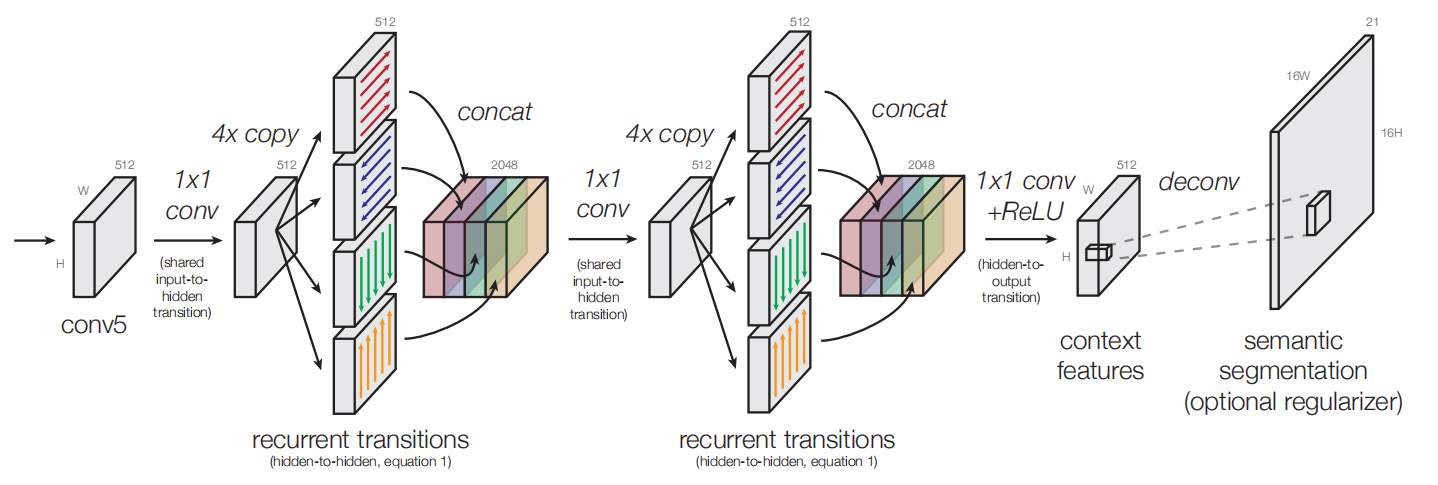 512
W
H
conv5
1x1
conv
(shared
input-to-
hidden
transition)
512
4x copy
512
concat
2048
recurrent transitions
(hidden-to-hidden, equation 1)
1x1
conv
(shared
input-to-
hidden
transition)
512
4x copy
512
concat
2048
recurrent transitions
(hidden-to-hidden, equation 1)
1x1 conv
+ReLU
(hidden-to-
output
transition)
512
W
H
context
features
deconv
21
16W
16H
semantic
segmentation
(optional regularizer)